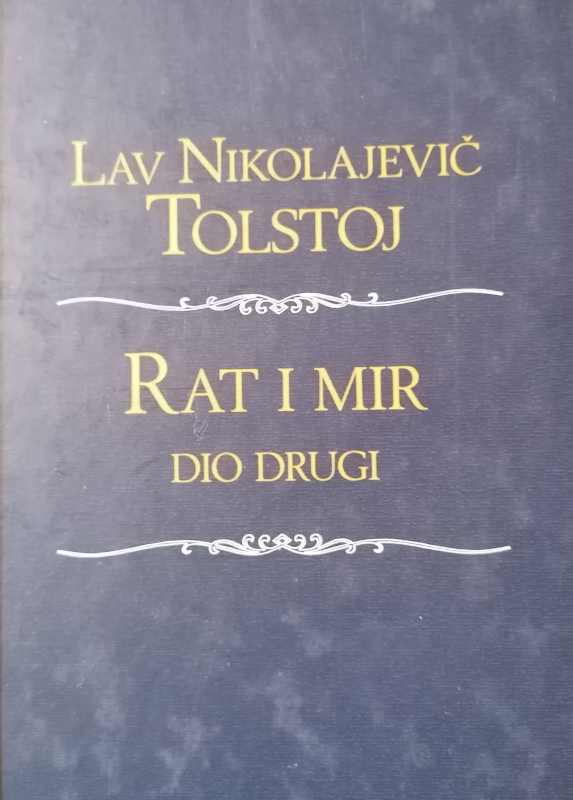 LAV NIKOLAJEVIČ
TOLSTOJ
RAT I MIR
DIO DRUGI